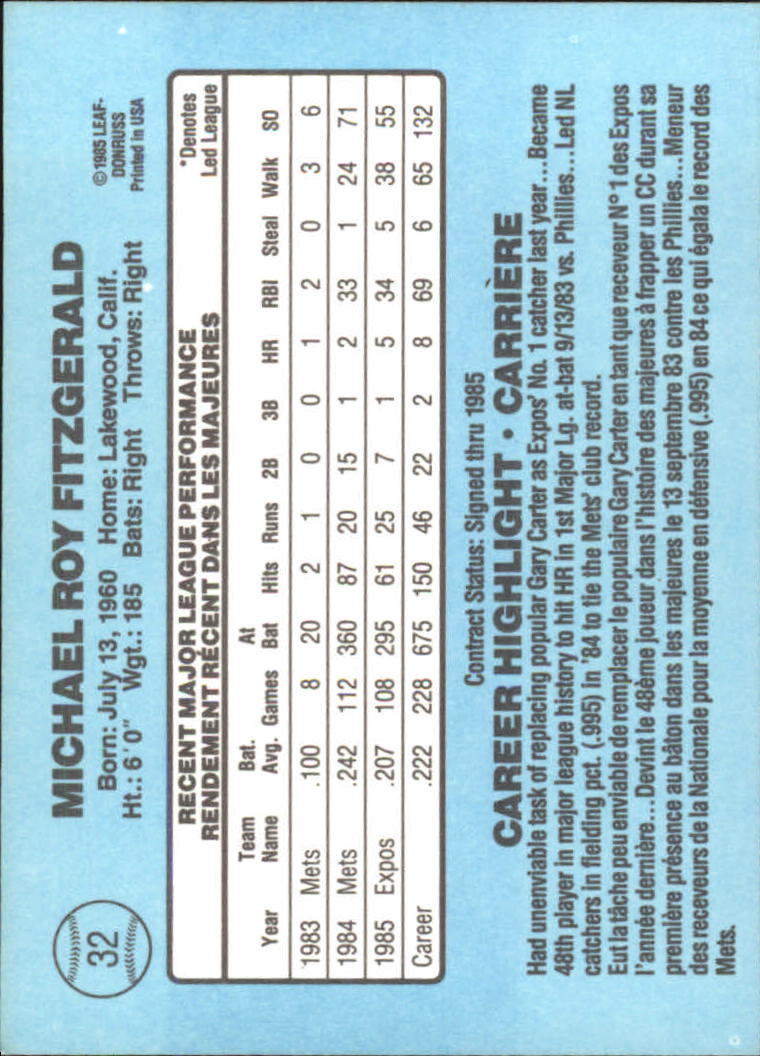 32
MICHAEL ROY FITZGERALD
Born: July 13, 1960 Home: Lakewood, Calif.
Ht.: 6'0" Wgt.: 185 Bats: Right Throws: Right
© 1985 LEAF-
DONRUSS
Printed in USA
RECENT MAJOR LEAGUE PERFORMANCE
RENDEMENT RÉCENT DANS LES MAJEURES
*Denotes
Led League
Team Bat. At
Year Name Avg. Games Bat Hits Runs 2B 3B HR RBI Steal Walk SO
1983 Mets .100 8 20 2 1 0 0 1 2 0 3 6
1984 Mets .242 112 360 87 20 15 1 2 33 1 24 71
1985 Expos .207 108 295 61 25 7 1 5 34 5 38 55
Career .222 228 675 150 46 22 2 8 69 6 65 132
Contract Status: Signed thru 1985
CAREER HIGHLIGHT • CARRIÈRE
Had unenviable task of replacing popular Gary Carter as Expos' No. 1 catcher last year...Became
48th player in major league history to hit HR in 1st Major Lg. at-bat 9/13/83 vs. Phillies... Led NL
catchers in fielding pct. (.995) in '84 to tie the Mets' club record.
Eut la tâche peu enviable de remplacer le populaire Gary Carter en tant que receveur N° 1 des Expos
l'année dernière...Devint le 48ème joueur dans l'histoire des majeures à frapper un CC durant sa
première présence au bâton dans les majeures le 13 septembre 83 contre les Phillies...Meneur
des receveurs de la Nationale pour la moyenne en défensive (.995) en 84 ce qui égala le record des
Mets.